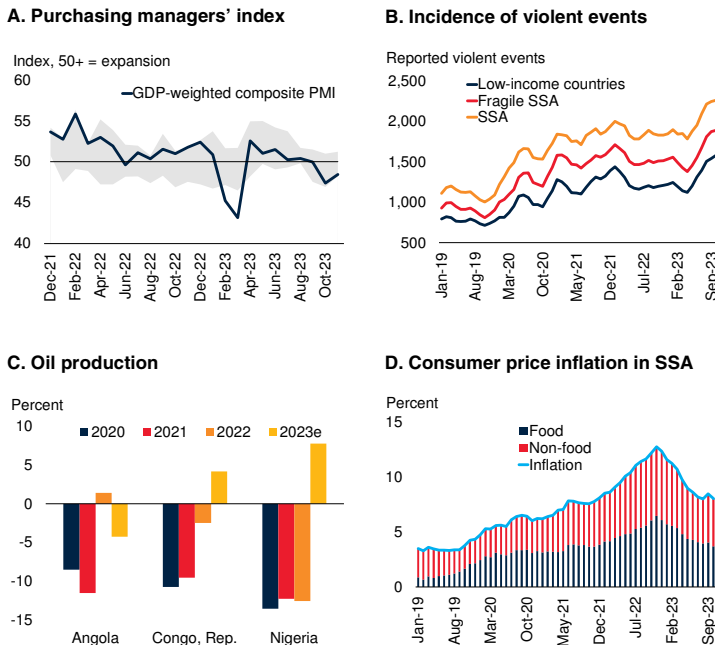 A. Purchasing managers' index
Index, 50+ = expansion
60
55
50
45
40
GDP-weighted composite PMI
Dec-21
Feb-22
Apr-22
Jun-22
Aug-22
Oct-22
Dec-22
Feb-23
Apr-23
Jun-23
Aug-23
Oct-23
B. Incidence of violent events
Reported violent events
2,500
2,000
1,500
1,000
500
Low-income countries
Fragile SSA
SSA
Jan-19
Aug-19
Mar-20
Oct-20
May-21
Dec-21
Jul-22
Feb-23
Sep-23
C. Oil production
Percent
10
5
0
-5
-10
-15
2020
2021
2022
2023e
Angola
Congo, Rep.
Nigeria
D. Consumer price inflation in SSA
Percent
15
10
5
0
Food
Non-food
Inflation
Jan-19
Aug-19
Mar-20
Oct-20
May-21
Dec-21
Jul-22
Feb-23
Sep-23